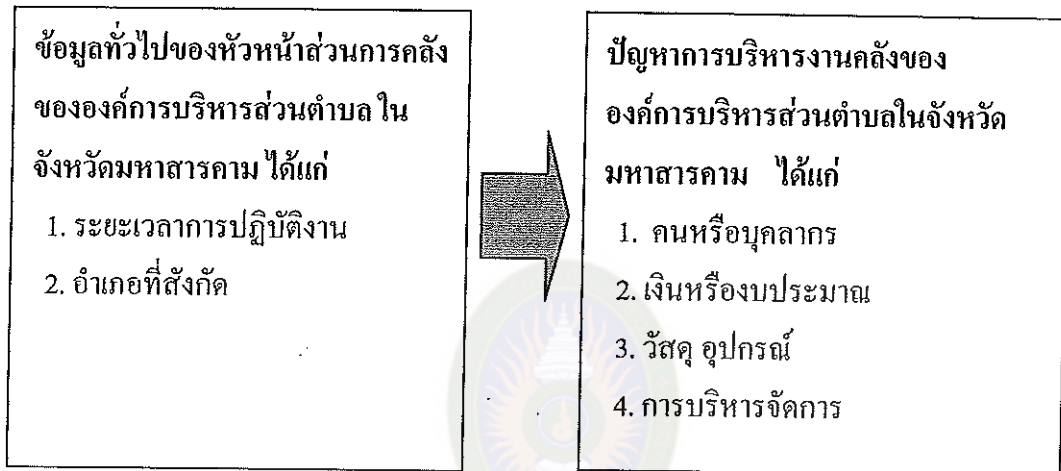 ข้อมูลทั่วไปของหัวหน้าส่วนการคลัง
ขององค์การบริหารส่วนตำบล ใน
จังหวัดมหาสารคาม ได้แก่
1. ระยะเวลาการปฏิบัติงาน
2. อำเภอที่สังกัด
ปัญหาการบริหารงานคลังของ
องค์การบริหารส่วนตำบลในจังหวัด
มหาสารคาม ได้แก่
1. คนหรือบุคลากร
2. เงินหรืองบประมาณ
3. วัสดุ อุปกรณ์
4. การบริหารจัดการ